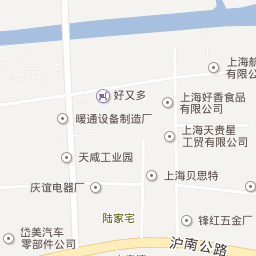 上海航
有限公
好又多
上海好香食品
有限公司
暖通设备制造厂
上海天赉星
工贸有限公司
天咸工业园
上海贝思特
庆谊电器厂
陆家宅
锋红五金厂
岱美汽车
零部件公司
沪南公路